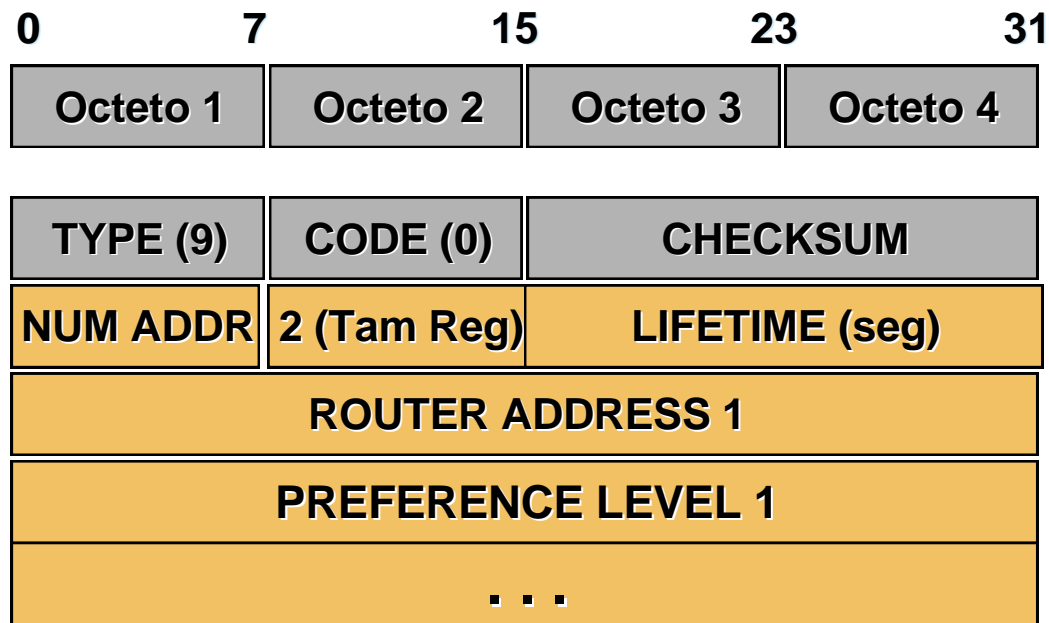 0 7 15 23 31
Octeto 1 Octeto 2 Octeto 3 Octeto 4
TYPE (9) CODE (0) CHECKSUM
NUM ADDR 2 (Tam Reg) LIFETIME (seg)
ROUTER ADDRESS 1
PREFERENCE LEVEL 1
. . .